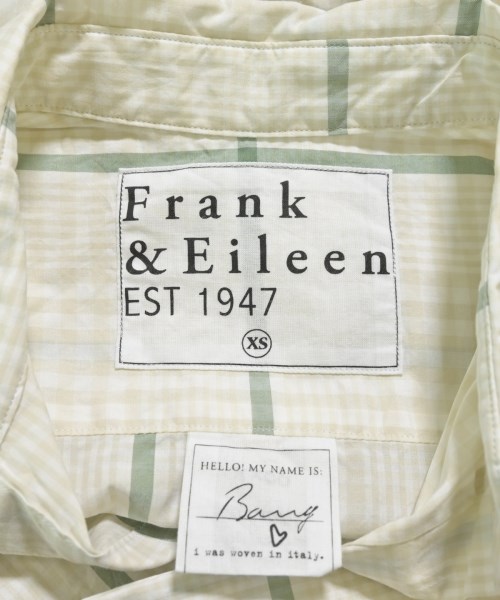 Frank
& Eileen
EST 1947
XS
HELLO! MY NAME IS:
Barry
i was woven in italy.